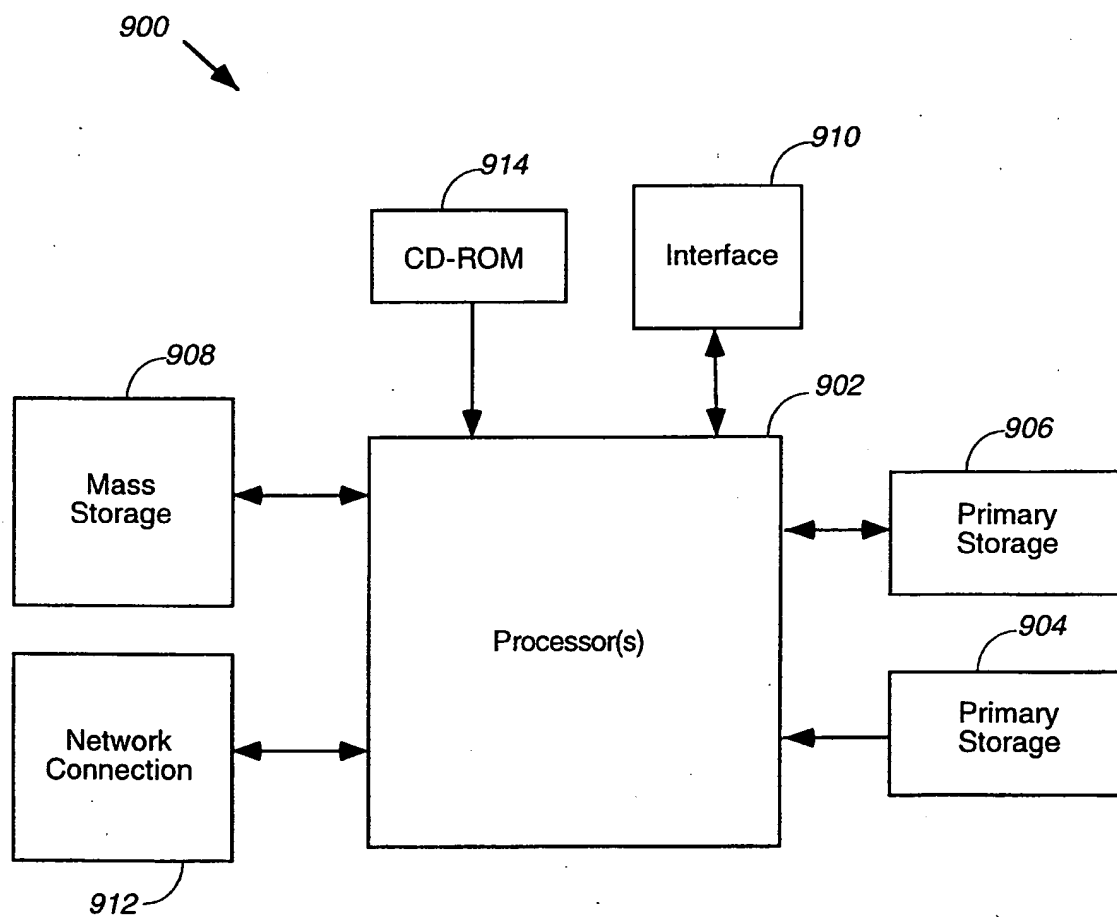 900
914
910
CD-ROM
Interface
908
902
906
Mass
Storage
Primary
Storage
Processor(s)
904
Network
Connection
Primary
Storage
912